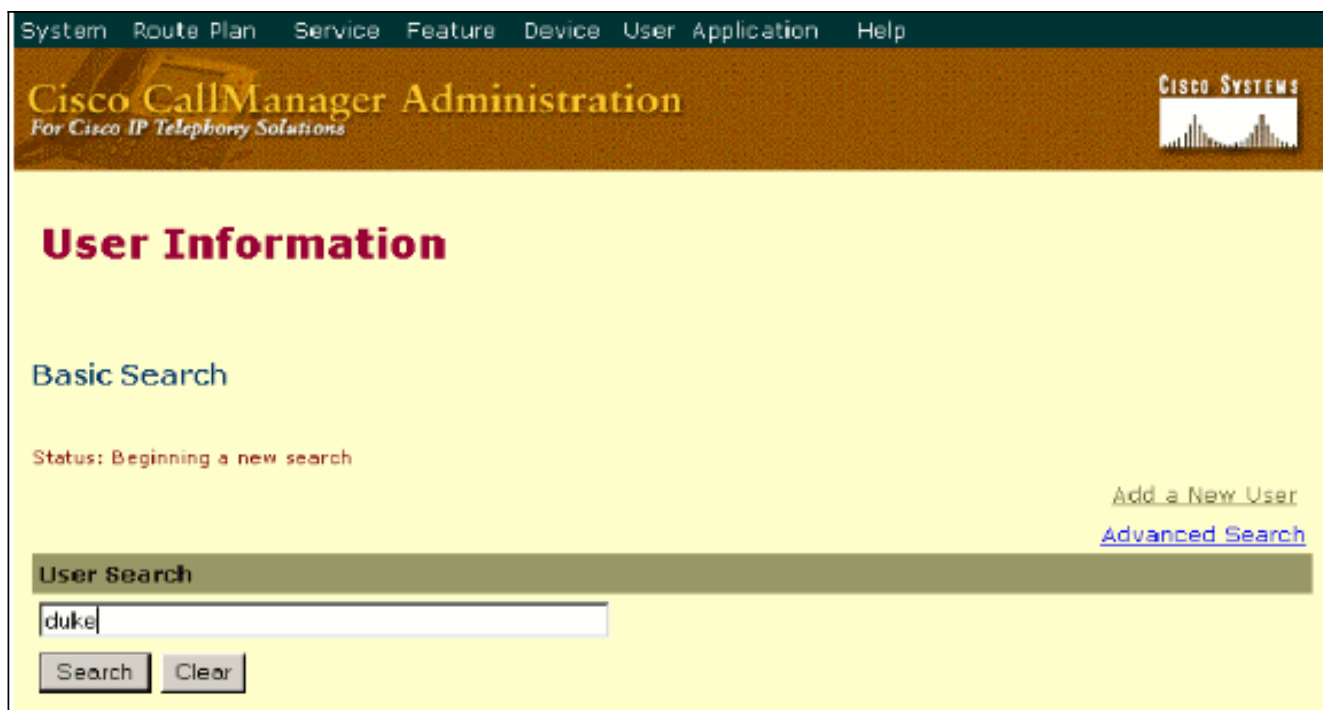 System Route Plan Service Feature Device User Application Help
Cisco CallManager Administration
For Cisco IP Telephony Solutions
CISCO SYSTEMS
User Information
Basic Search
Status: Beginning a new search
Add a New User
Advanced Search
User Search
duke
Search Clear